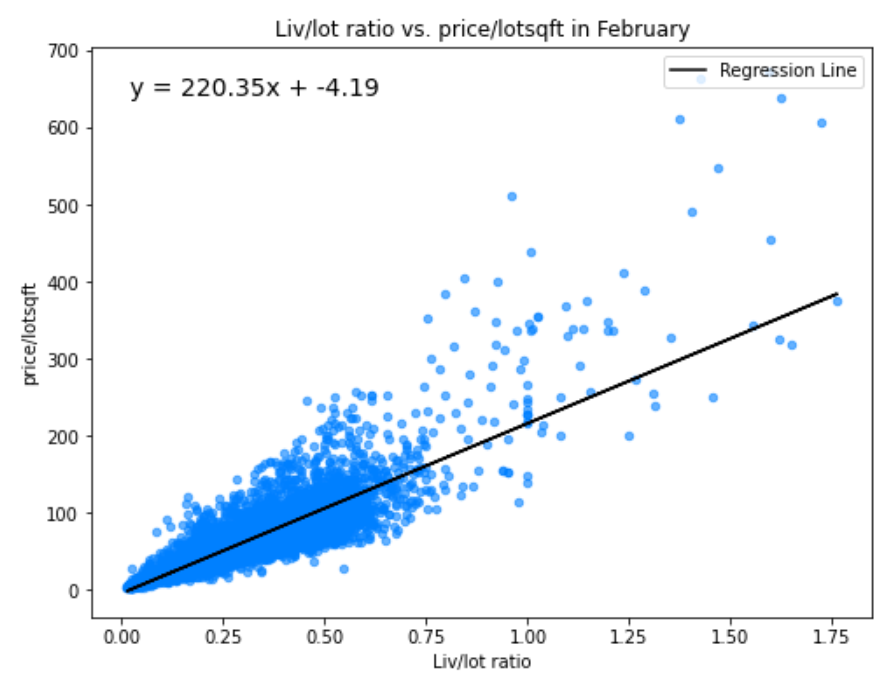 Liv/lot ratio vs. price/lotsqft in February
700
600
500
400
300
200
100
0
price/lotsqft
y = 220.35x + -4.19
Regression Line
0.00 0.25 0.50 0.75 1.00 1.25 1.50 1.75
Liv/lot ratio